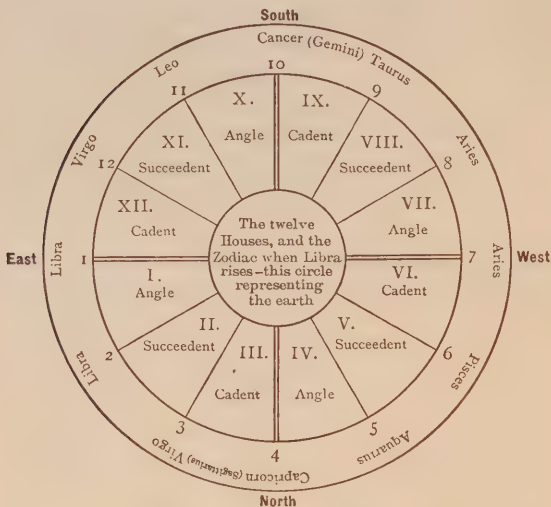 South
Cancer (Gemini) Taurus
Leo
Aries
Virgo
10
11
9
X.
Angle
IX.
Cadent
XI.
Succeedent
VIII.
Succeedent
12
8
XII.
Cadent
VII.
Angle
The twelve
Houses, and the
Zodiac when Libra
rises—this circle
representing
the earth
East
Libra
1
7
Aries
West
I.
Angle
VI.
Cadent
II.
Succeedent
V.
Succeedent
2
6
Libra
Pisces
III.
Cadent
IV.
Angle
3
5
4
Aquarius
Capricorn (Sagittarius) Virgo
North